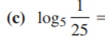 (c) log₅ 1/25 =